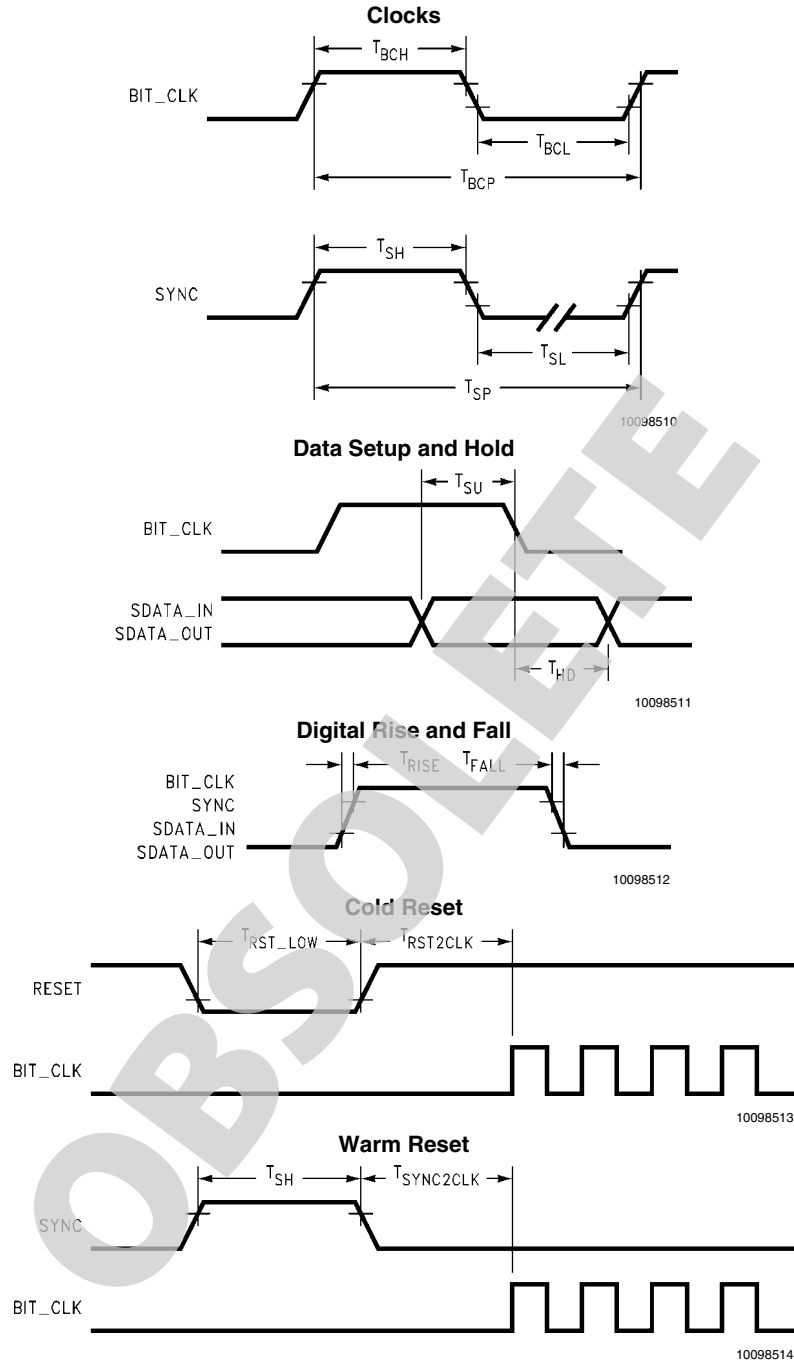 Clocks
T_BCH
BIT_CLK
T_BCL
T_BCP
T_SH
SYNC
T_SL
T_SP
10098510
Data Setup and Hold
T_SU
BIT_CLK
SDATA_IN
SDATA_OUT
T_HD
10098511
Digital Rise and Fall
T_RISE T_FALL
BIT_CLK
SYNC
SDATA_IN
SDATA_OUT
10098512
Cold Reset
T_RST_LOW T_RST2CLK
RESET
BIT_CLK
10098513
Warm Reset
T_SH T_SYNC2CLK
SYNC
BIT_CLK
10098514
OBSOLETE